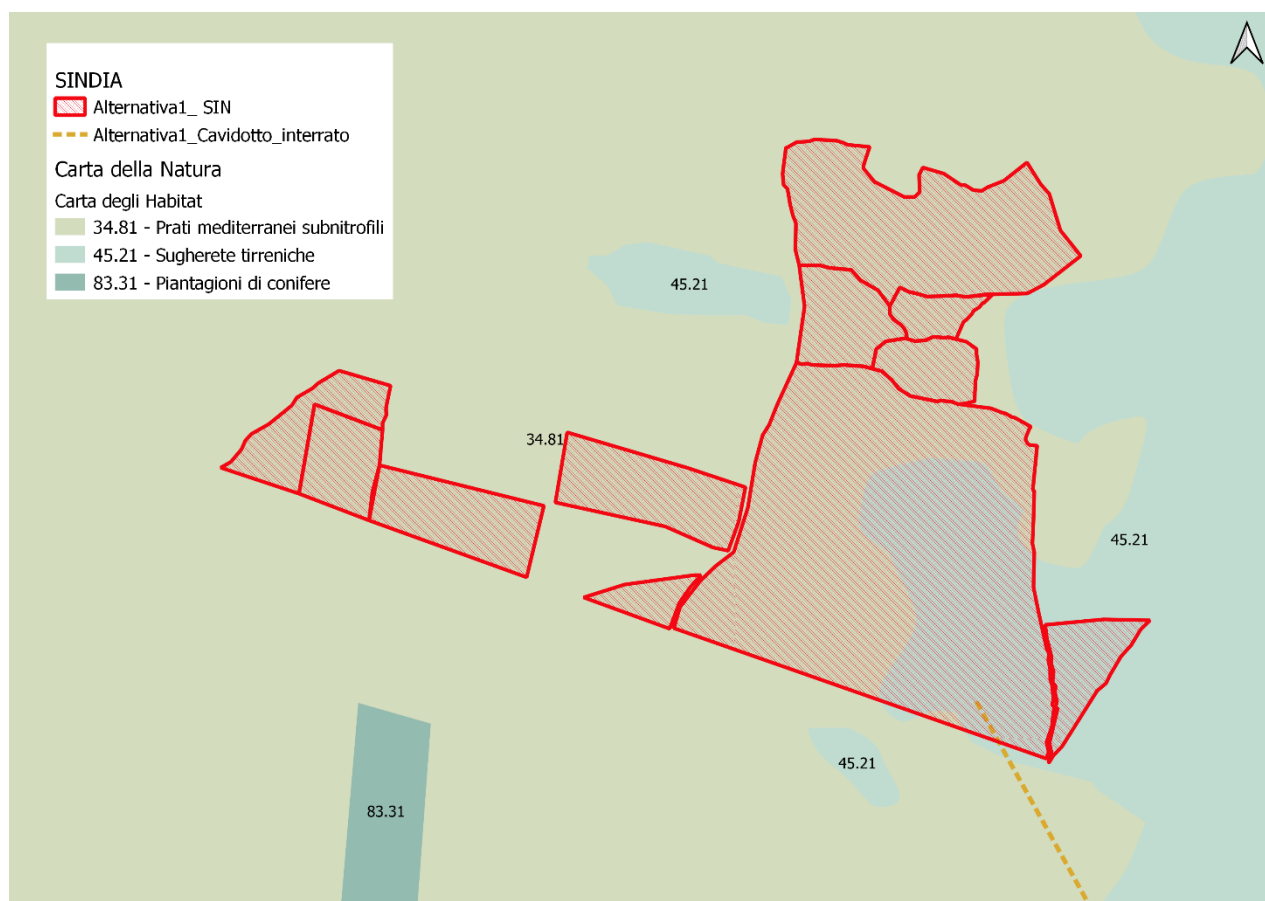 SINDIA
Alternativa1_ SIN
Alternativa1_Cavidotto_interrato
Carta della Natura
Carta degli Habitat
34.81 - Prati mediterranei subnitrofili
45.21 - Sugherete tirreniche
83.31 - Piantagioni di conifere
45.21
34.81
45.21
45.21
83.31